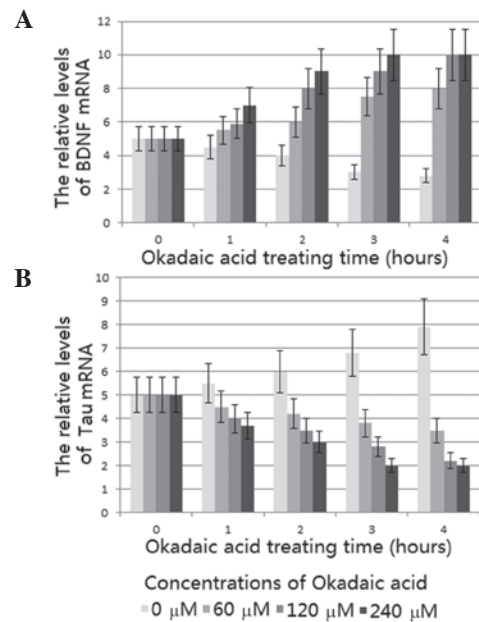 A
The relative levels
of BDNF mRNA
12
10
8
6
4
2
0
0 1 2 3 4
Okadaic acid treating time (hours)
B
The relative levels
of Tau mRNA
10
9
8
7
6
5
4
3
2
1
0
0 1 2 3 4
Okadaic acid treating time (hours)
Concentrations of Okadaic acid
0 μM 60 μM 120 μM 240 μM